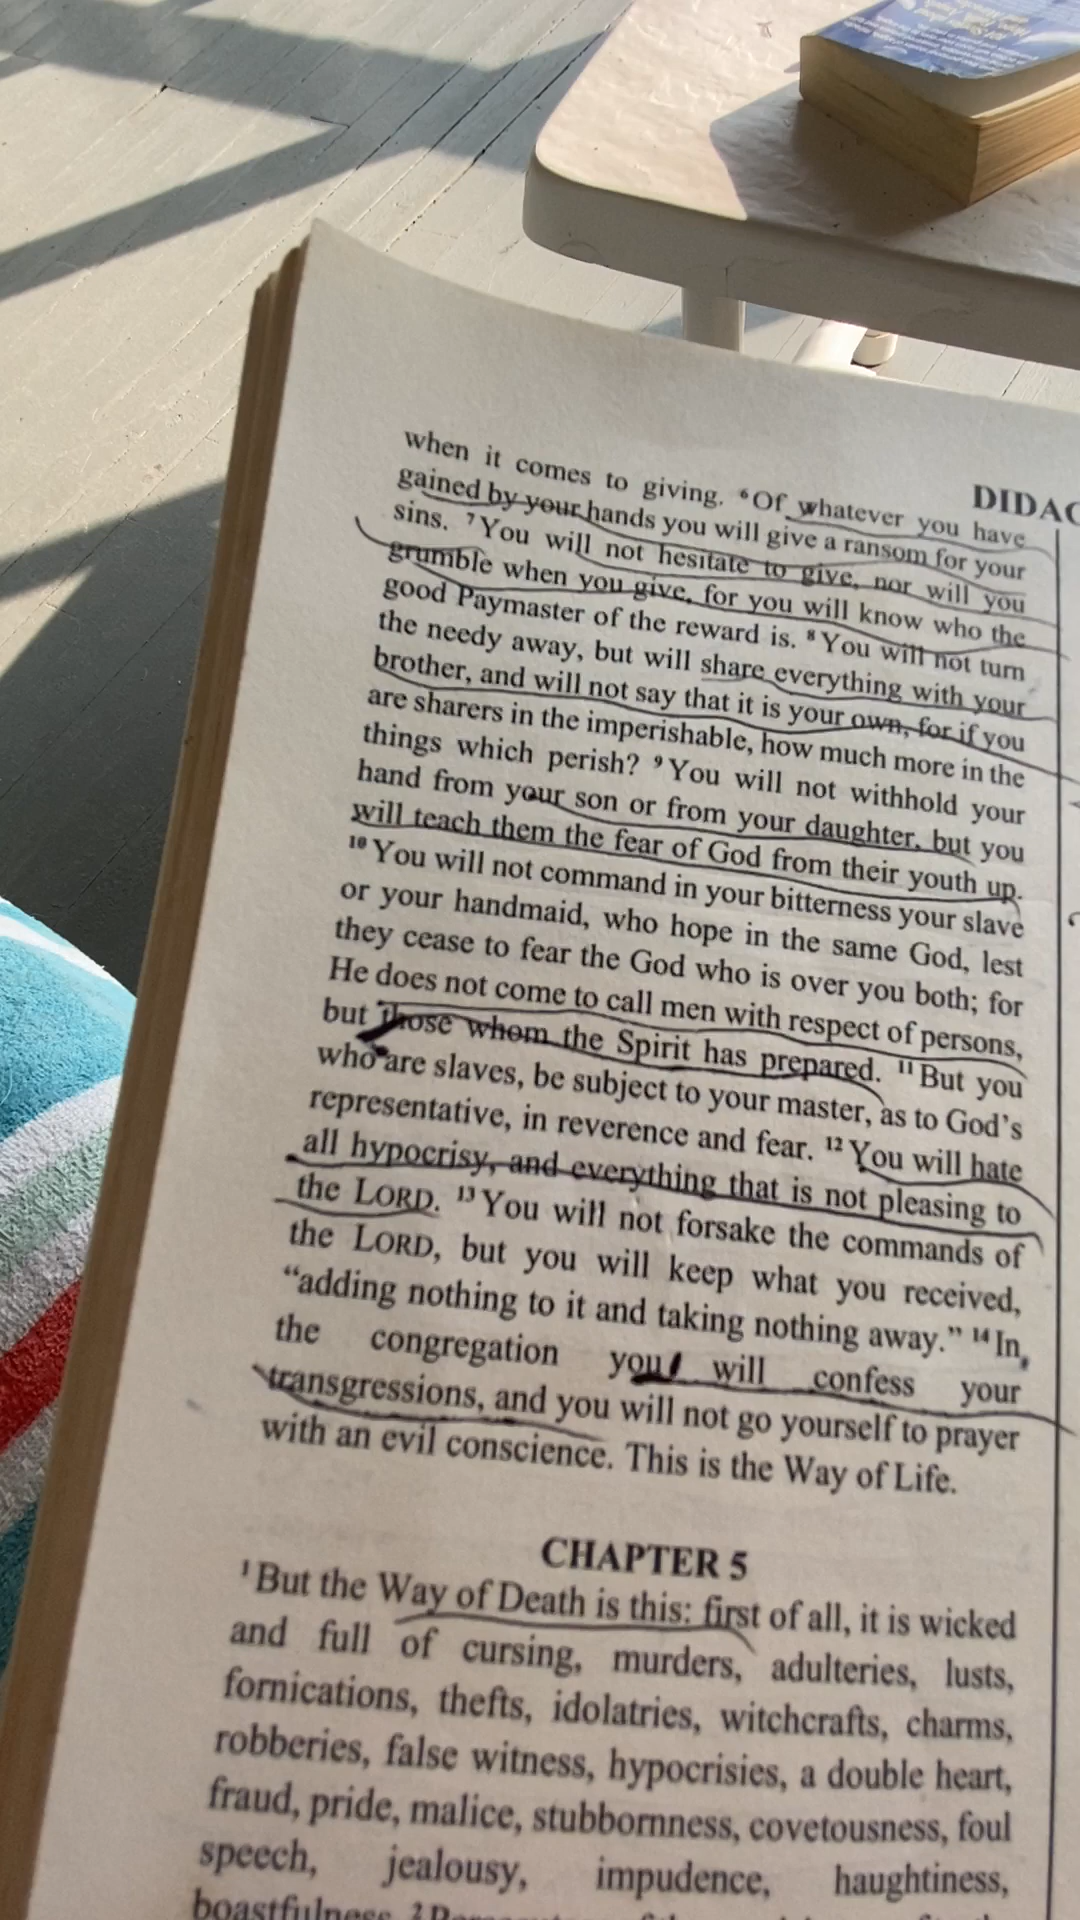 DIDAC
when it comes to giving. ⁶Of whatever you have
gained by your hands you will give a ransom for your
sins. ⁷You will not hesitate to give, nor will you
grumble when you give, for you will know who the
good Paymaster of the reward is. ⁸You will not turn
the needy away, but will share everything with your
brother, and will not say that it is your own, for if you
are sharers in the imperishable, how much more in the
things which perish? ⁹You will not withhold your
hand from your son or from your daughter, but you
will teach them the fear of God from their youth up.
¹⁰You will not command in your bitterness your slave
or your handmaid, who hope in the same God, lest
they cease to fear the God who is over you both; for
He does not come to call men with respect of persons,
but those whom the Spirit has prepared. ¹¹But you
who are slaves, be subject to your master, as to God's
representative, in reverence and fear. ¹²You will hate
all hypocrisy, and everything that is not pleasing to
the LORD. ¹³You will not forsake the commands of
the LORD, but you will keep what you received,
“adding nothing to it and taking nothing away.” ¹⁴In
the congregation you will confess your
transgressions, and you will not go yourself to prayer
with an evil conscience. This is the Way of Life.
CHAPTER 5
¹But the Way of Death is this: first of all, it is wicked
and full of cursing, murders, adulteries, lusts,
fornications, thefts, idolatries, witchcrafts, charms,
robberies, false witness, hypocrisies, a double heart,
fraud, pride, malice, stubbornness, covetousness, foul
speech, jealousy, impudence, haughtiness,
boastfulness. ²